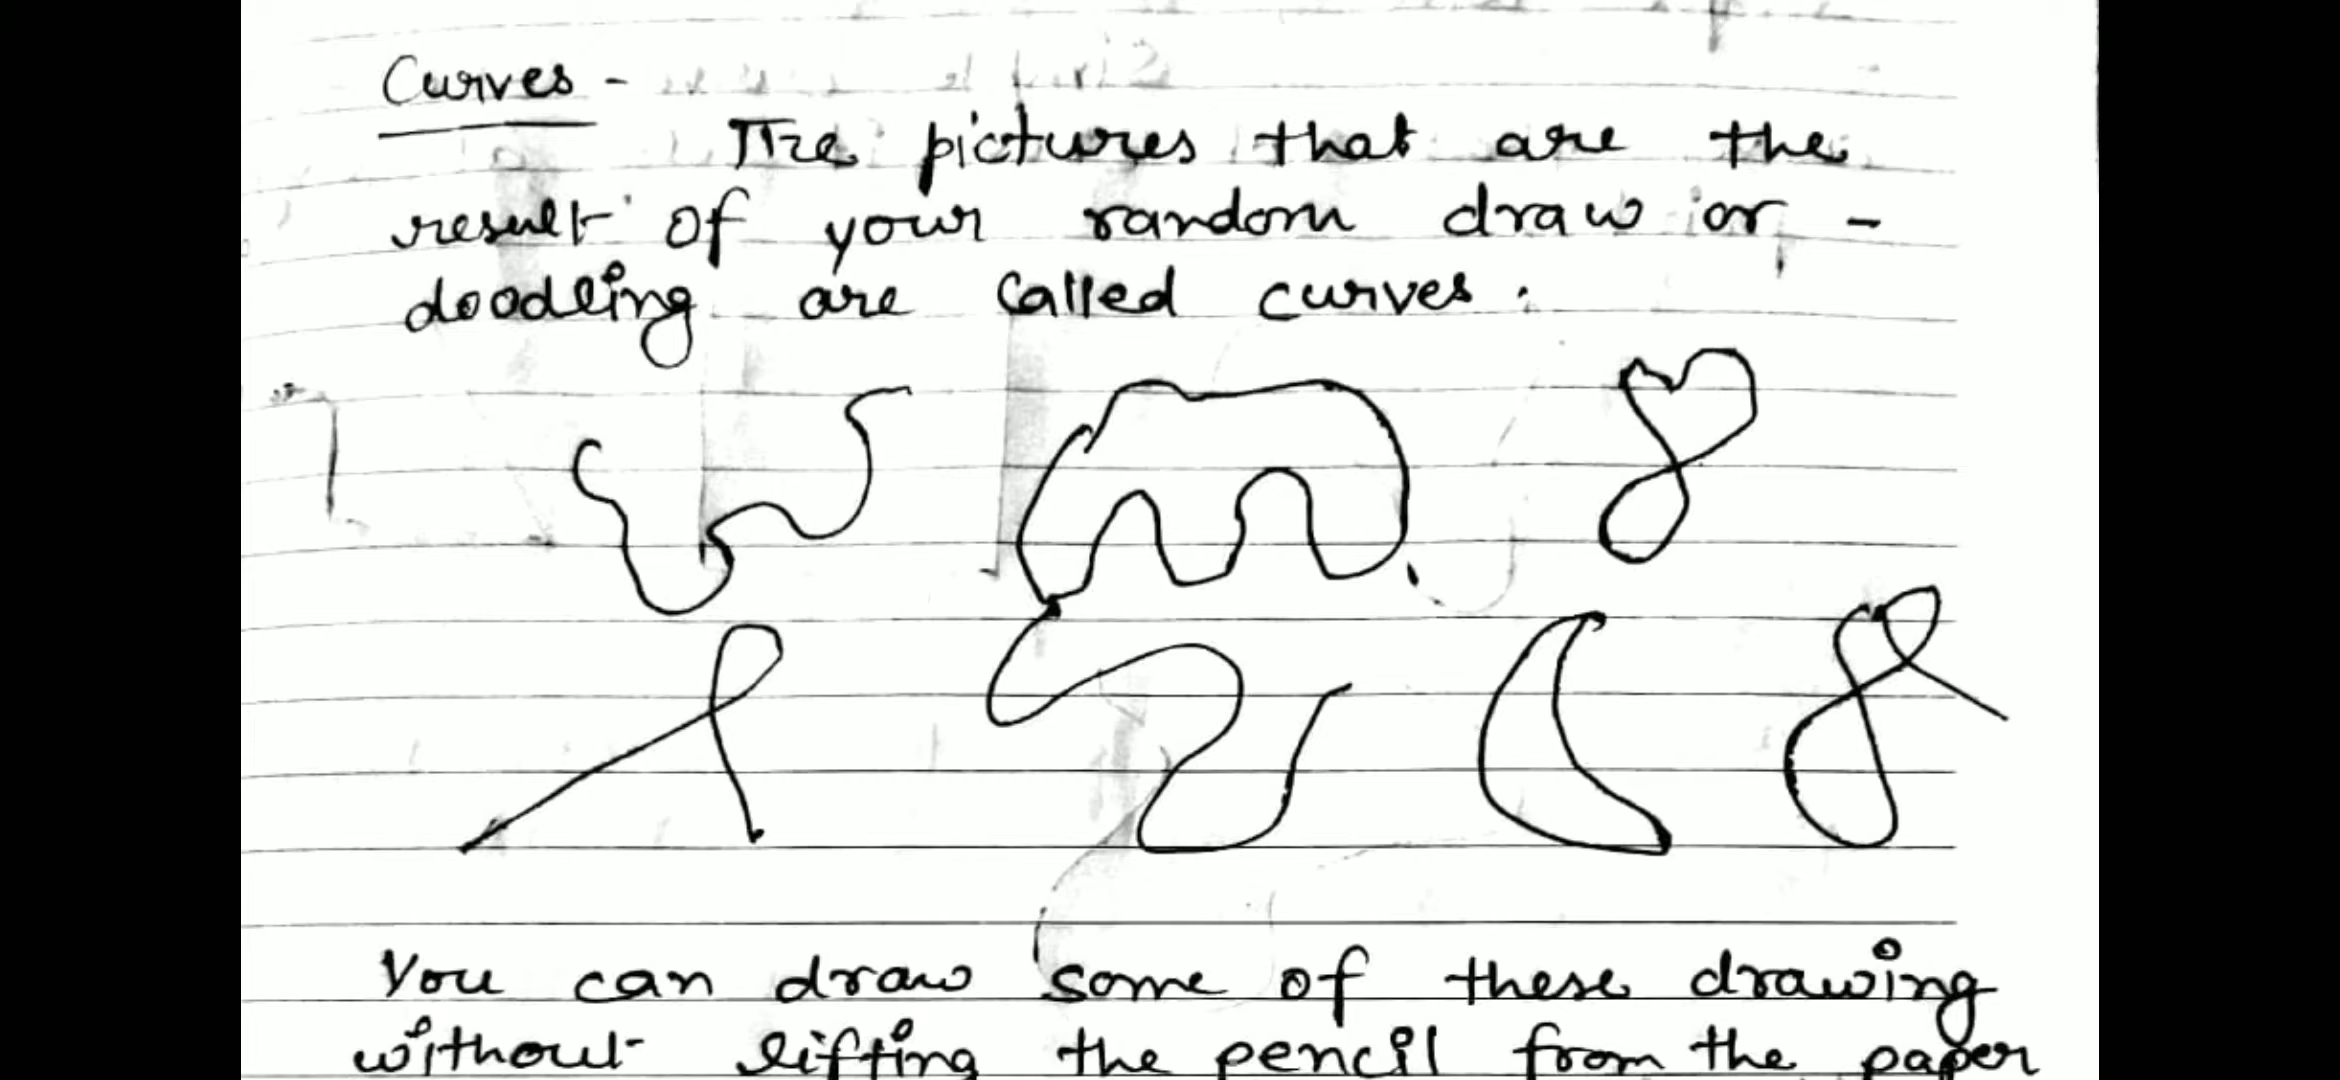 Curves -
The pictures that are the
result of your random draw or -
doodling are called curves.
You can draw some of these drawing
without lifting the pencil from the paper